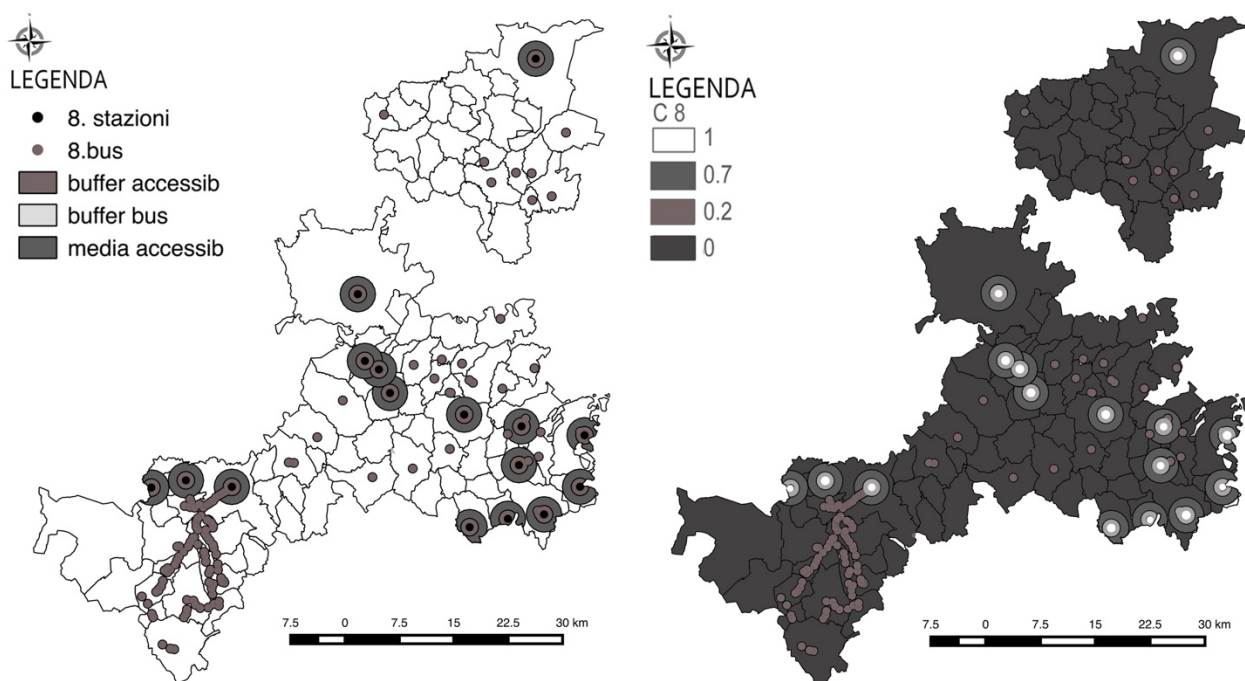 LEGENDA
8. stazioni
8.bus
buffer accessib
buffer bus
media accessib
7.5 0 7.5 15 22.5 30 km
LEGENDA
C 8
1
0.7
0.2
0
7.5 0 7.5 15 22.5 30 km